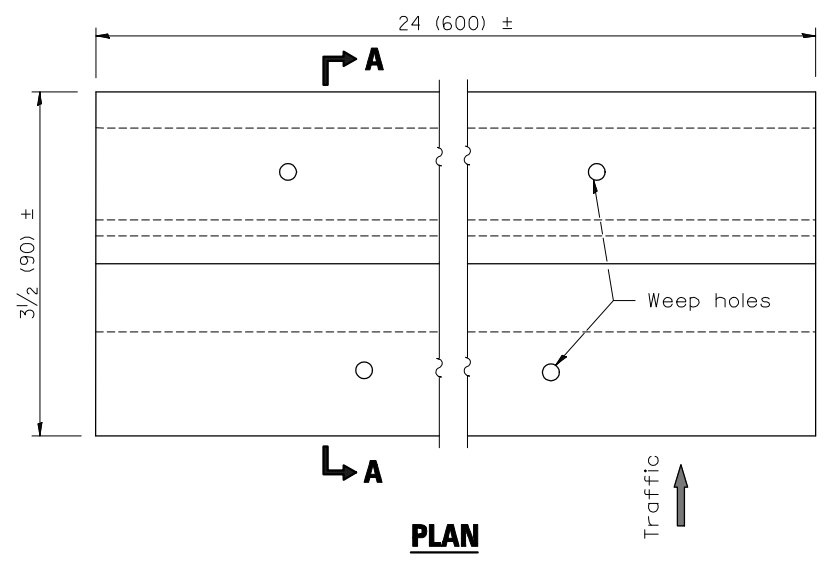 24 (600) ±
A
3½ (90) ±
Weep holes
A
Traffic
PLAN